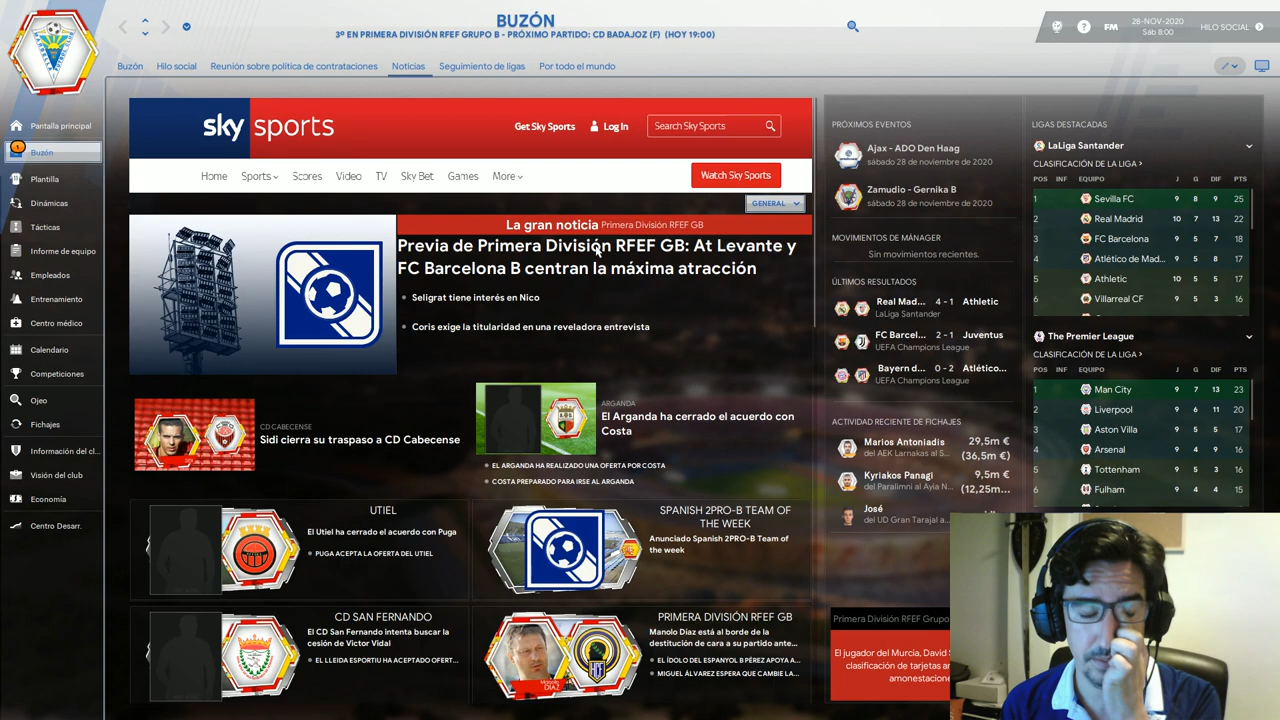 BUZÓN
3º EN PRIMERA DIVISIÓN RFEF GRUPO B - PRÓXIMO PARTIDO: CD BADAJOZ (F) (HOY 19:00)
FM
28-NOV-2020
Sáb 8:00
HILO SOCIAL
Buzón
Hilo social
Reunión sobre política de contrataciones
Noticias
Seguimiento de ligas
Por todo el mundo
Pantalla principal
1
Buzón
Plantilla
Dinámicas
Tácticas
Informe de equipo
Empleados
Entrenamiento
Centro médico
Calendario
Competiciones
Ojeo
Fichajes
Información del cl...
Visión del club
Economía
Centro Desarr.
sky sports
Get Sky Sports
Log In
Search Sky Sports
Home
Sports
Scores
Video
TV
Sky Bet
Games
More
Watch Sky Sports
GENERAL
La gran noticia Primera División RFEF GB
Previa de Primera División RFEF GB: At Levante y
FC Barcelona B centran la máxima atracción
Seligrat tiene interés en Nico
Coris exige la titularidad en una reveladora entrevista
CD CABECENSE
Sidi cierra su traspaso a CD Cabecense
ARGANDA
El Arganda ha cerrado el acuerdo con
Costa
EL ARGANDA HA REALIZADO UNA OFERTA POR COSTA
COSTA PREPARADO PARA IRSE AL ARGANDA
UTIEL
El Utiel ha cerrado el acuerdo con Puga
PUGA ACEPTA LA OFERTA DEL UTIEL
SPANISH 2PRO-B TEAM OF
THE WEEK
Anunciado Spanish 2PRO-B Team of
the week
CD SAN FERNANDO
El CD San Fernando intenta buscar la
cesión de Víctor Vidal
EL LLEIDA ESPORTIU HA ACEPTADO OFERT...
PRIMERA DIVISIÓN RFEF GB
Manolo Díaz está al borde de la
destitución de cara a su partido ante...
EL ÍDOLO DEL ESPANYOL B PÉREZ APOYA A...
MIGUEL ÁLVAREZ ESPERA QUE CAMBIE LA...
Manolo
DÍAZ
PRÓXIMOS EVENTOS
Ajax - ADO Den Haag
sábado 28 de noviembre de 2020
Zamudio - Gernika B
sábado 28 de noviembre de 2020
MOVIMIENTOS DE MÁNAGER
Sin movimientos recientes.
ÚLTIMOS RESULTADOS
Real Mad... 4 - 1 Athletic
LaLiga Santander
FC Barcel... 2 - 1 Juventus
UEFA Champions League
Bayern d... 0 - 2 Atlético...
UEFA Champions League
ACTIVIDAD RECIENTE DE FICHAJES
Marios Antoniadis 29,5m €
del AEK Larnakas al S... (36,5m €)
Kyriakos Panagi 9,5m €
del Paralimni al Ayia N... (12,25m...
José
del UD Gran Tarajal a...
Primera División RFEF Grupo
El jugador del Murcia, David S
clasificación de tarjetas a
amonestacione
LIGAS DESTACADAS
LaLiga Santander
CLASIFICACIÓN DE LA LIGA >
POS INF EQUIPO J G DIF PTS
1 Sevilla FC 9 8 9 25
2 Real Madrid 10 7 13 22
3 FC Barcelona 9 5 7 18
4 Atlético de Mad... 9 5 8 17
5 Athletic 10 5 5 17
6 Villarreal CF 9 5 3 16
The Premier League
CLASIFICACIÓN DE LA LIGA >
POS INF EQUIPO J G DIF PTS
1 Man City 9 7 13 23
2 Liverpool 9 6 11 20
3 Aston Villa 9 5 4 17
4 Arsenal 9 4 9 16
5 Tottenham 9 5 3 16
6 Fulham 9 4 4 15